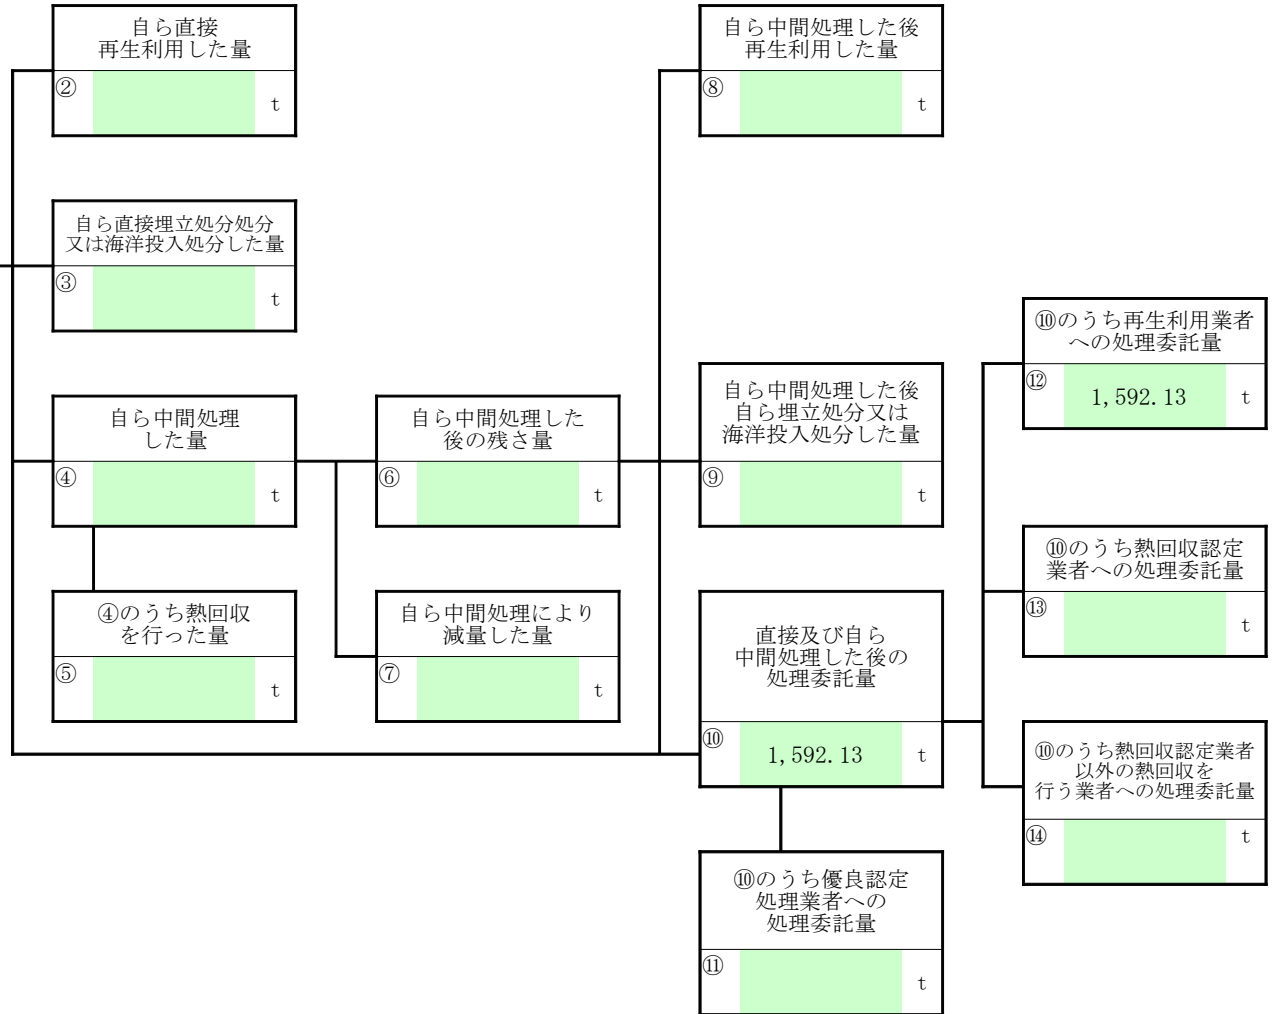 自ら直接
再生利用した量
②
t
自ら中間処理した後
再生利用した量
⑧
t
自ら直接埋立処分処分
又は海洋投入処分した量
③
t
⑩のうち再生利用業者
への処理委託量
⑫
1,592.13 t
自ら中間処理
した量
④
t
自ら中間処理した
後の残さ量
⑥
t
自ら中間処理した後
自ら埋立処分又は
海洋投入処分した量
⑨
t
⑩のうち熱回収認定
業者への処理委託量
⑬
t
④のうち熱回収
を行った量
⑤
t
自ら中間処理により
減量した量
⑦
t
直接及び自ら
中間処理した後の
処理委託量
⑩
1,592.13 t
⑩のうち熱回収認定業者
以外の熱回収を
行う業者への処理委託量
⑭
t
⑩のうち優良認定
処理業者への
処理委託量
⑪
t